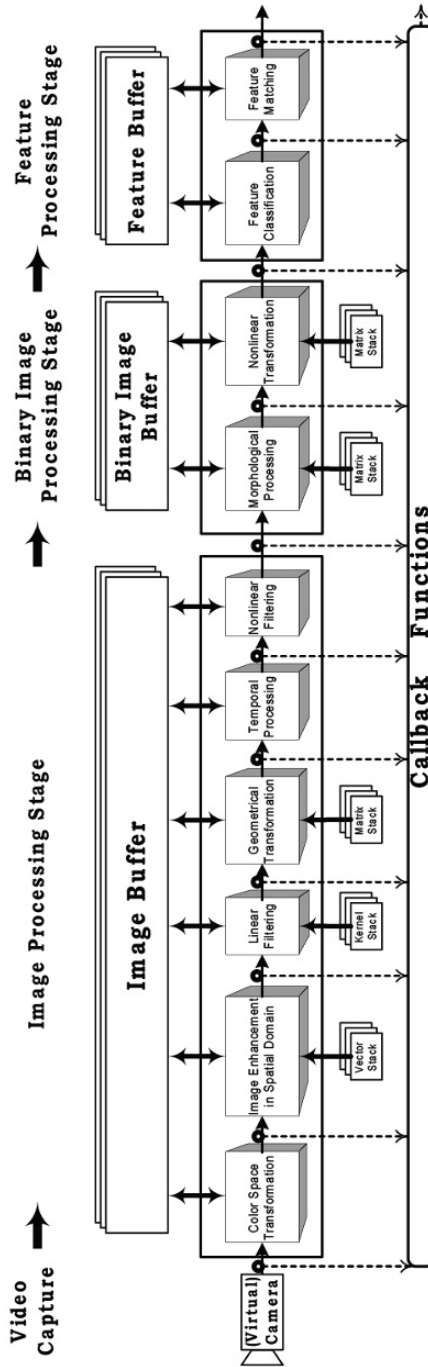 Video
Capture
Image Processing Stage
Binary Image
Processing Stage
Feature
Processing Stage
Image Buffer
Binary Image
Buffer
Feature Buffer
(Virtual)
Camera
Color Space
Transformation
Image Enhancement
in Spatial Domain
Linear
Filtering
Geometrical
Transformation
Temporal
Processing
Nonlinear
Filtering
Morphological
Processing
Nonlinear
Transformation
Feature
Classification
Feature
Matching
Vector
Stack
Kernel
Stack
Matrix
Stack
Matrix
Stack
Matrix
Stack
Callback Functions